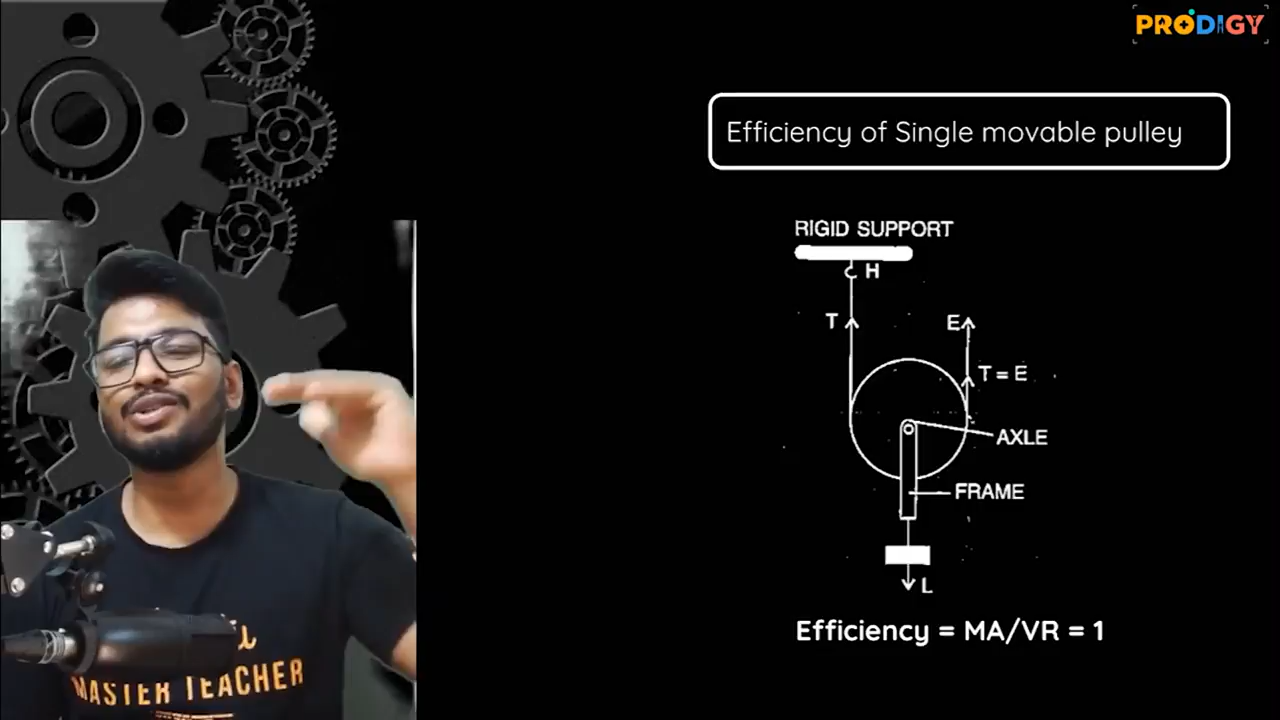 PRODIGY
Efficiency of Single movable pulley
RIGID SUPPORT
H
T
E
T = E
AXLE
FRAME
L
Efficiency = MA/VR = 1
MASTER TEACHER